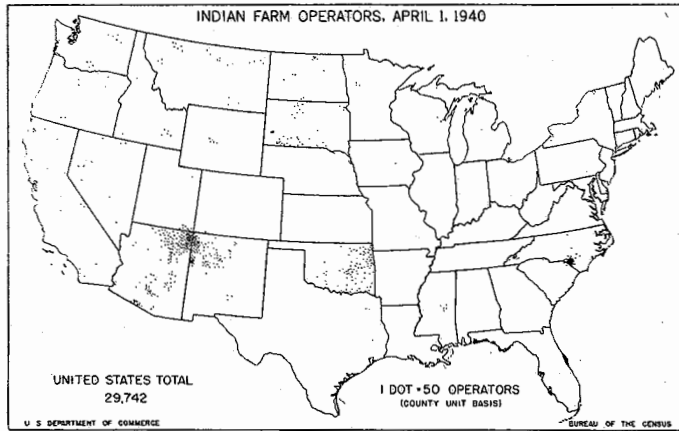 INDIAN FARM OPERATORS, APRIL 1, 1940
UNITED STATES TOTAL
29,742
1 DOT = 50 OPERATORS
(COUNTY UNIT BASIS)
U S DEPARTMENT OF COMMERCE
BUREAU OF THE CENSUS